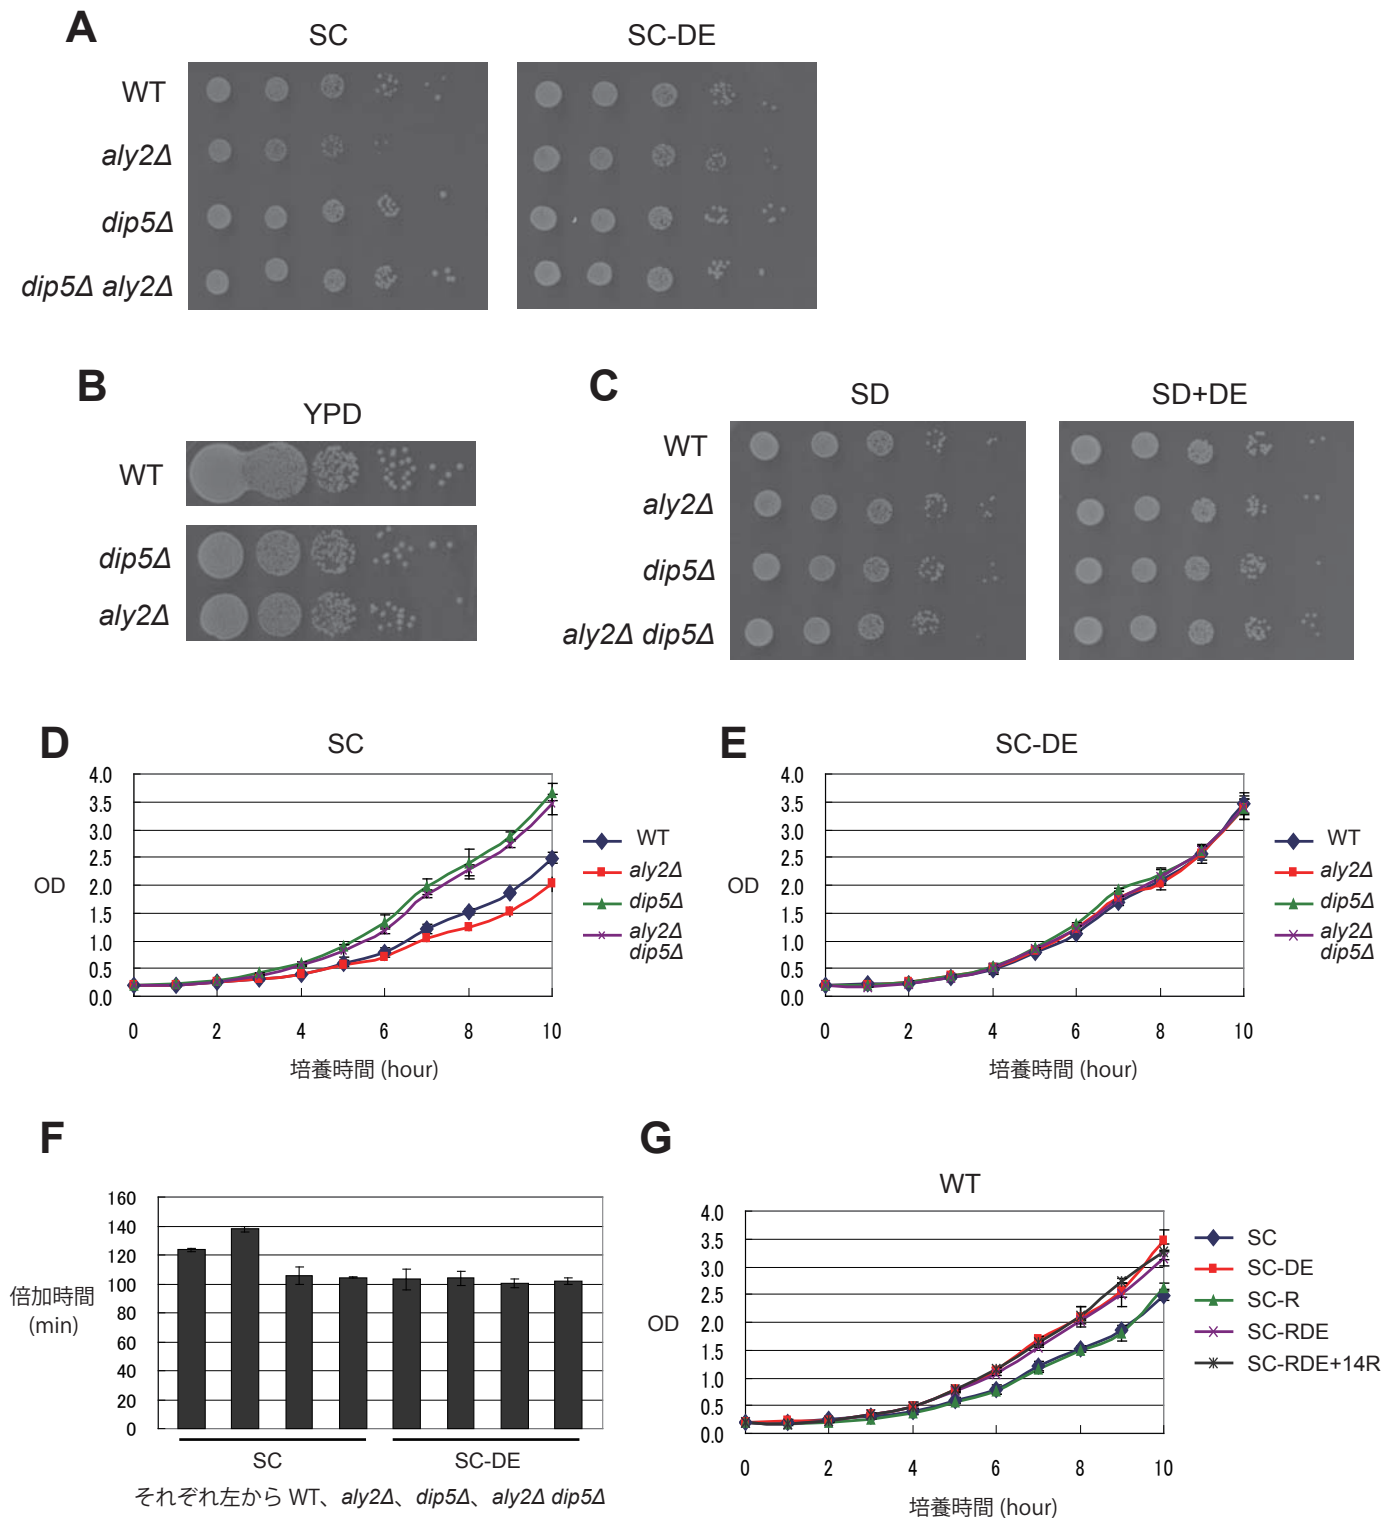 A
SC
SC-DE
WT
aly2Δ
dip5Δ
dip5Δ aly2Δ
B
YPD
WT
dip5Δ
aly2Δ
C
SD
SD+DE
WT
aly2Δ
dip5Δ
aly2Δ dip5Δ
D
SC
4.0
3.5
3.0
2.5
2.0
1.5
1.0
0.5
0.0
OD
0 2 4 6 8 10
培養時間 (hour)
WT
aly2Δ
dip5Δ
aly2Δ
dip5Δ
E
SC-DE
4.0
3.5
3.0
2.5
2.0
1.5
1.0
0.5
0.0
OD
0 2 4 6 8 10
培養時間 (hour)
WT
aly2Δ
dip5Δ
aly2Δ
dip5Δ
F
160
140
120
100
80
60
40
20
0
倍加時間
(min)
SC
SC-DE
それぞれ左から WT、aly2Δ、dip5Δ、aly2Δ dip5Δ
G
WT
4.0
3.5
3.0
2.5
2.0
1.5
1.0
0.5
0.0
OD
0 2 4 6 8 10
培養時間 (hour)
SC
SC-DE
SC-R
SC-RDE
SC-RDE+14R